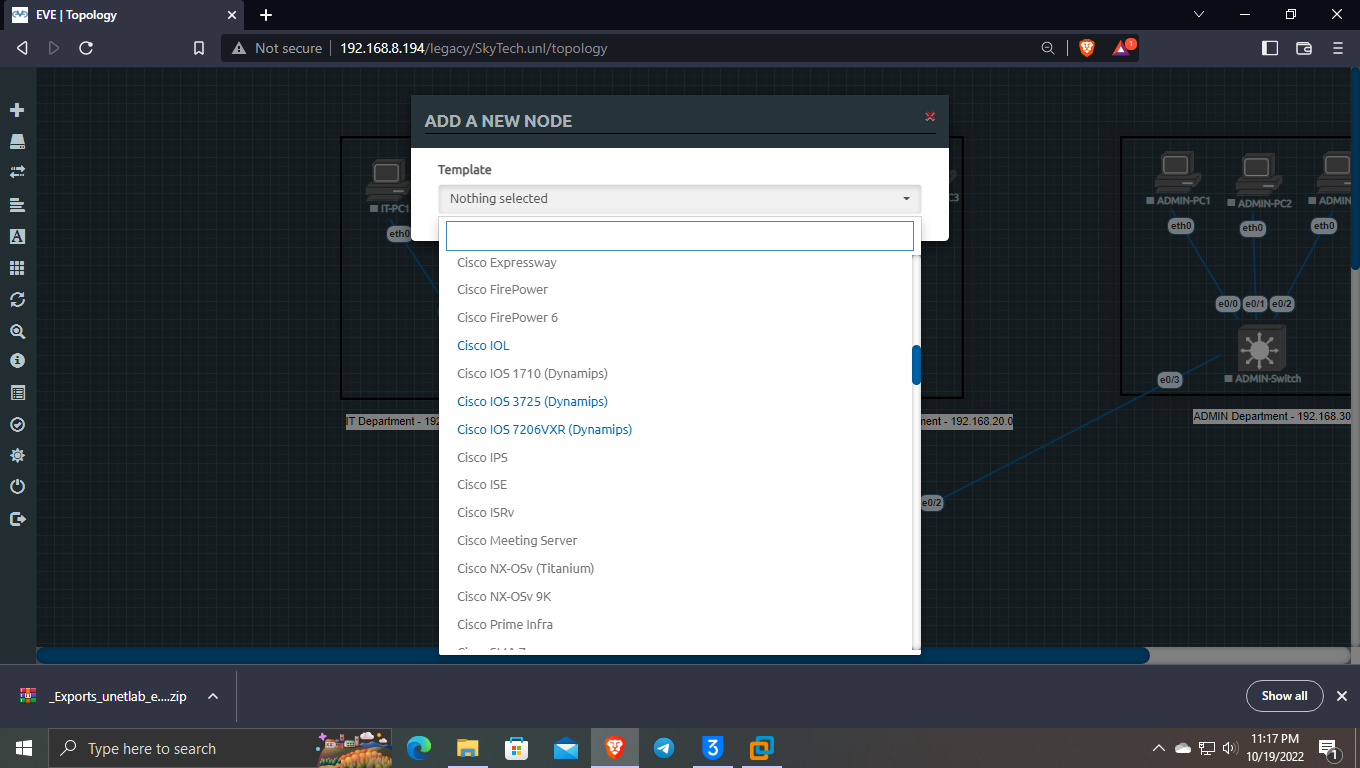 EVE | Topology
Not secure
192.168.8.194/legacy/SkyTech.unl/topology
1
ADD A NEW NODE
Template
Nothing selected
Cisco Expressway
Cisco FirePower
Cisco FirePower 6
Cisco IOL
Cisco IOS 1710 (Dynamips)
Cisco IOS 3725 (Dynamips)
Cisco IOS 7206VXR (Dynamips)
Cisco IPS
Cisco ISE
Cisco ISRv
Cisco Meeting Server
Cisco NX-OSv (Titanium)
Cisco NX-OSv 9K
Cisco Prime Infra
IT-PC1
eth0
IT Department - 192
C3
ment - 192.168.20.0
e0/2
ADMIN-PC1
ADMIN-PC2
ADMIN
eth0
eth0
eth0
e0/0
e0/1
e0/2
ADMIN-Switch
e0/3
ADMIN Department - 192.168.30
_Exports_unetlab_e....zip
Show all
Type here to search
3
11:17 PM
10/19/2022
1